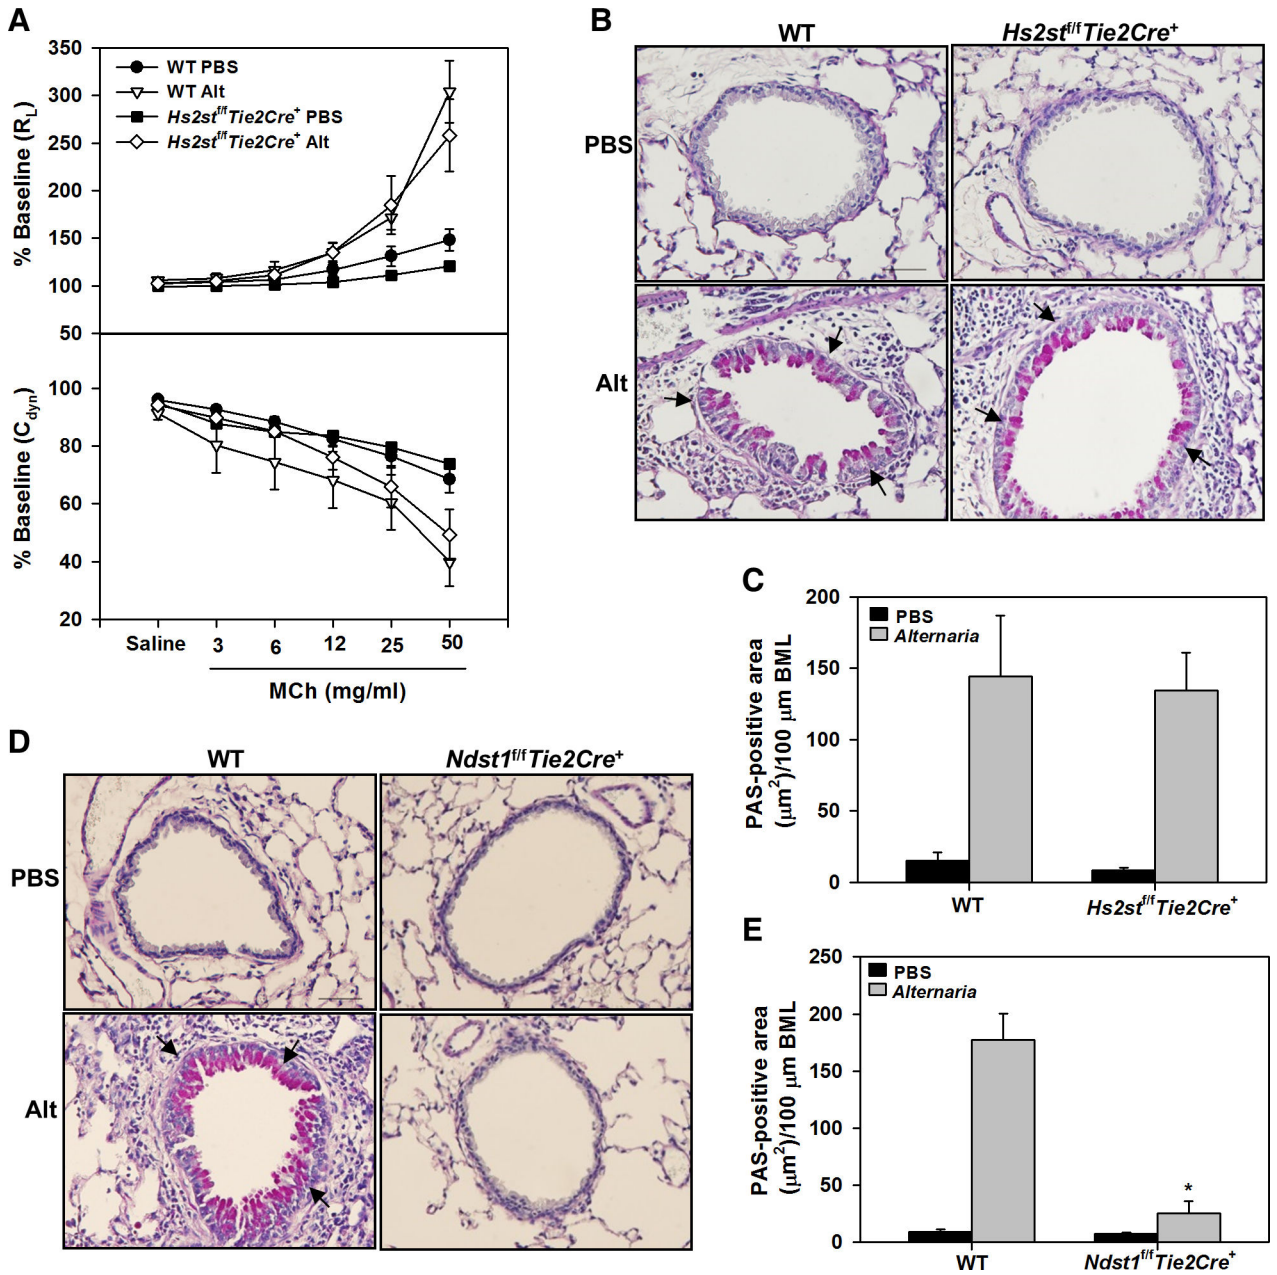 A
350
300
250
200
150
100
50
% Baseline (RL)
WT PBS
WT Alt
Hs2stf/fTie2Cre+ PBS
Hs2stf/fTie2Cre+ Alt
100
80
60
40
20
% Baseline (Cdyn)
Saline 3 6 12 25 50
MCh (mg/ml)
B
WT Hs2stf/fTie2Cre+
PBS
Alt
C
200
150
100
50
0
PAS-positive area
(μm2)/100 μm BML
PBS
Alternaria
WT Hs2stf/fTie2Cre+
D
WT Ndst1f/fTie2Cre+
PBS
Alt
E
250
200
150
100
50
0
PAS-positive area
(μm2)/100 μm BML
PBS
Alternaria
*
WT Ndst1f/fTie2Cre+